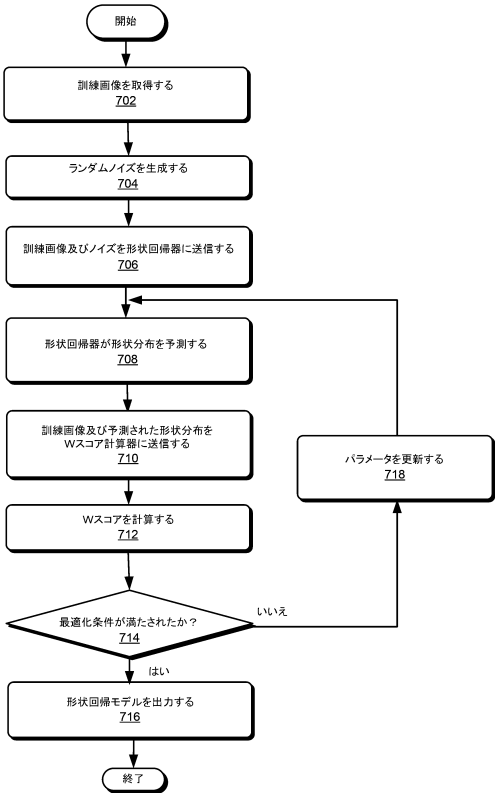 開始
訓練画像を取得する
702
ランダムノイズを生成する
704
訓練画像及びノイズを形状回帰器に送信する
706
形状回帰器が形状分布を予測する
708
訓練画像及び予測された形状分布を
Wスコア計算器に送信する
710
Wスコアを計算する
712
最適化条件が満たされたか？
714
いいえ
パラメータを更新する
718
はい
形状回帰モデルを出力する
716
終了